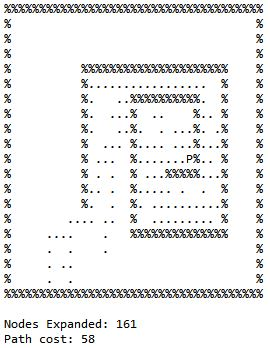 %%%%%%%%%%%%%%%%%%%%%%%%%%%%%%%%%%%%%
%                                   %
%                                   %
%                                   %
%          %%%%%%%%%%%%%%%%%%%%%    %
%          %.................  %    %
%          %.   ..%%%%%%%%%%.  %    %
%          %.  ...%  ..    %.. %    %
%          %.  .. %.  . ...%. .%    %
%          %  ... %.... ....%...%    %
%          % ...  %.......P%.. %    %
%          % . .  % ...%%%%%...%    %
%          %.. .  %..... .  .  %    %
%          %.  .  %. ..........%    %
%        .... ..  %  ......... %    %
%     ....    .   %%%%%%%%%%%%%%    %
%     .  .    .                     %
%     . ..                          %
%     .  .                          %
%%%%%%%%%%%%%%%%%%%%%%%%%%%%%%%%%%%%%
Nodes Expanded: 161
Path cost: 58